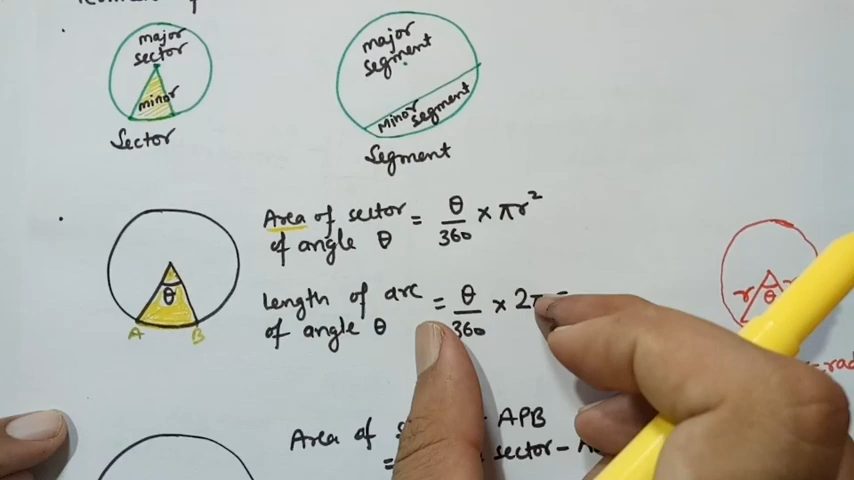 major
sector
minor
Sector
major
segment
Minor segment
Segment
Area of sector = θ/360 × πr²
of angle θ
Length of arc = θ/360 × 2π
of angle θ
θ
A B
r θ
Area of APB
= sector –